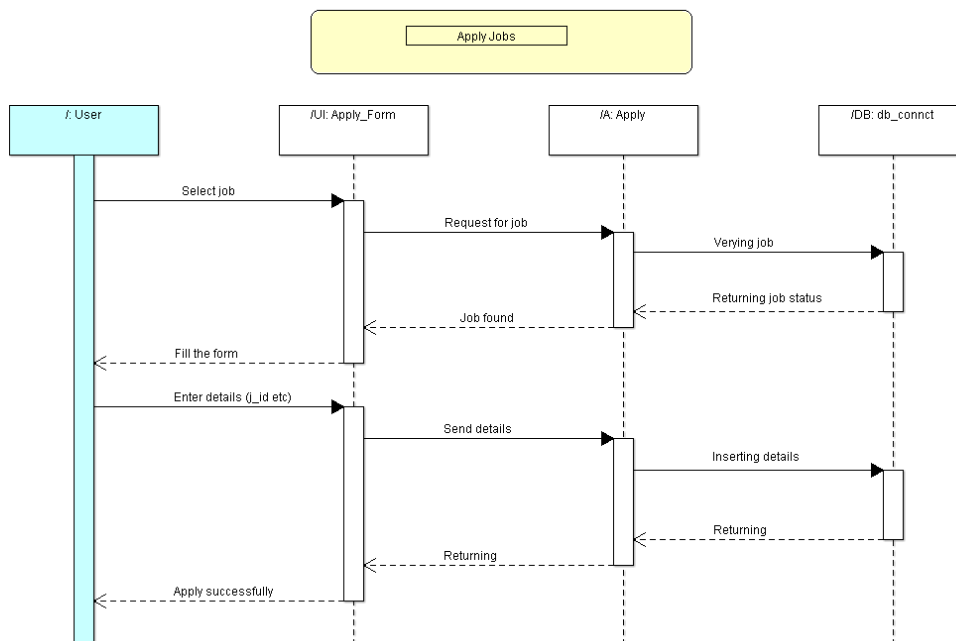 Apply Jobs
/: User
/UI: Apply_Form
/A: Apply
/DB: db_connct
Select job
Request for job
Verying job
Returning job status
Job found
Fill the form
Enter details (j_id etc)
Send details
Inserting details
Returning
Returning
Apply successfully